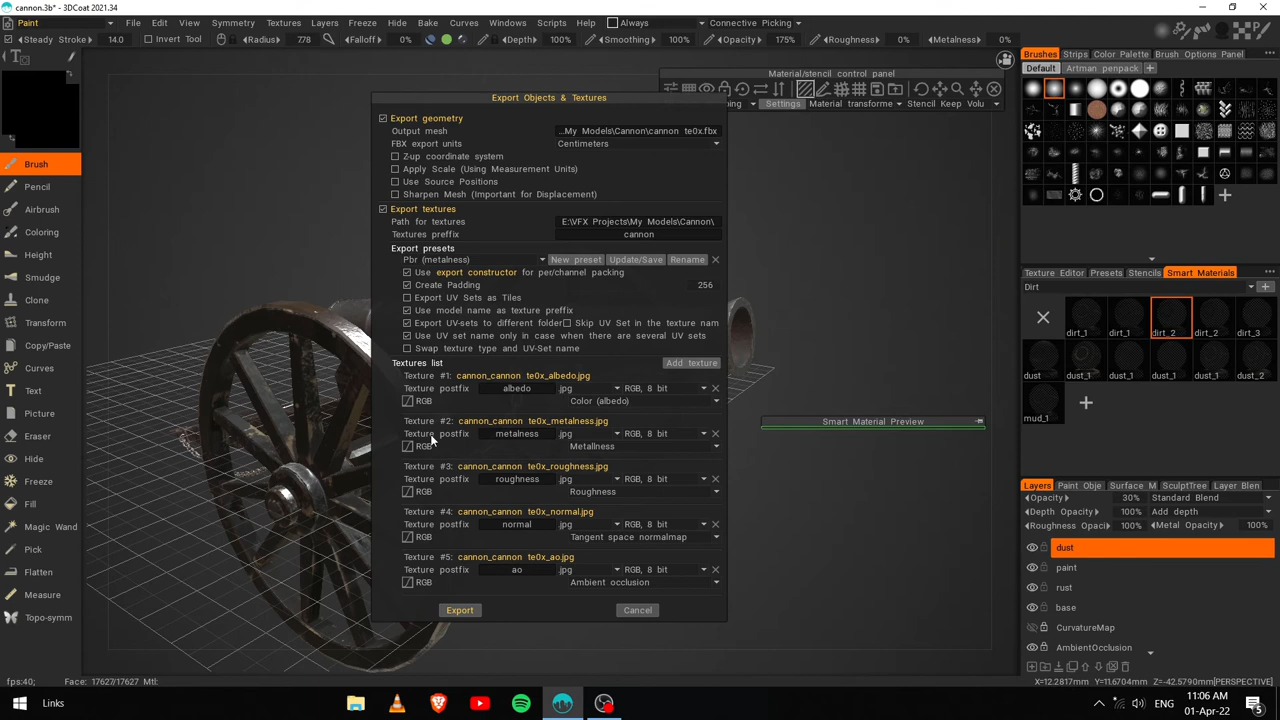 cannon.3b* - 3DCoat 2021.34
Paint File Edit View Windows Symmetry Textures Layers Freeze Hide Bake Curves Windows Scripts Help Always Connective Picking
Steady Stroke 14.0 Invert Tool Radius 778 Falloff 0% Depth 100% Smoothing 100% Opacity 175% Roughness 0% Metalness 0%
Material/stencil control panel
Settings Material transforme Stencil Keep Volu
Brush
Pencil
Airbrush
Coloring
Height
Smudge
Clone
Transform
Copy/Paste
Curves
Text
Picture
Eraser
Hide
Freeze
Fill
Magic Wand
Pick
Flatten
Measure
Topo-symm
Export Objects & Textures
Export geometry
Output mesh ...My Models\Cannon\cannon te0x.fbx
FBX export units Centimeters
Z-up coordinate system
Apply Scale (Using Measurement Units)
Use Source Positions
Sharpen Mesh (Important for Displacement)
Export textures
Path for textures E:\VFX Projects\My Models\Cannon\
Textures preffix cannon
Export presets
Pbr (metalness) New preset Update/Save Rename
Use export constructor for per/channel packing
Create Padding 256
Export UV Sets as Tiles
Use model name as texture preffix
Export UV-sets to different folder Skip UV Set in the texture nam
Use UV set name only in case when there are several UV sets
Swap texture type and UV-Set name
Textures list Add texture
Texture #1: cannon_cannon te0x_albedo.jpg
Texture postfix albedo .jpg RGB, 8 bit
RGB Color (albedo)
Texture #2: cannon_cannon te0x_metalness.jpg
Texture postfix metalness .jpg RGB, 8 bit
RGB Metallness
Texture #3: cannon_cannon te0x_roughness.jpg
Texture postfix roughness .jpg RGB, 8 bit
RGB Roughness
Texture #4: cannon_cannon te0x_normal.jpg
Texture postfix normal .jpg RGB, 8 bit
RGB Tangent space normalmap
Texture #5: cannon_cannon te0x_ao.jpg
Texture postfix ao .jpg RGB, 8 bit
RGB Ambient occlusion
Export Cancel
Smart Material Preview
Brushes Strips Color Palette Brush Options Panel
Default Artman penpack
Texture Editor Presets Stencils Smart Materials
Dirt
dirt_1 dirt_1 dirt_2 dirt_2 dirt_3
dust dust_1 dust_1 dust_1 dust_2
mud_1
Layers Paint Obje Surface M SculptTree Layer Blen
Opacity 30% Standard Blend
Depth Opacity 100% Add depth
Roughness Opaci 100% Metal Opacity 100%
dust
paint
rust
base
CurvatureMap
AmbientOcclusion
fps:40; Face: 17627/17627 Mtl: X=12.2817mm Y=11.6704mm Z=-42.5790mm[PERSPECTIVE]
Links ENG 11:06 AM
01-Apr-22 5